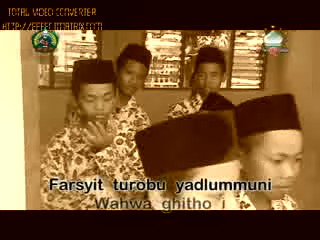 TOTAL VIDEO CONVERTER
HTTP://EFFECTMATRIX.COM
Farsyit turobu yadlummuni
Wahwa ghitho i